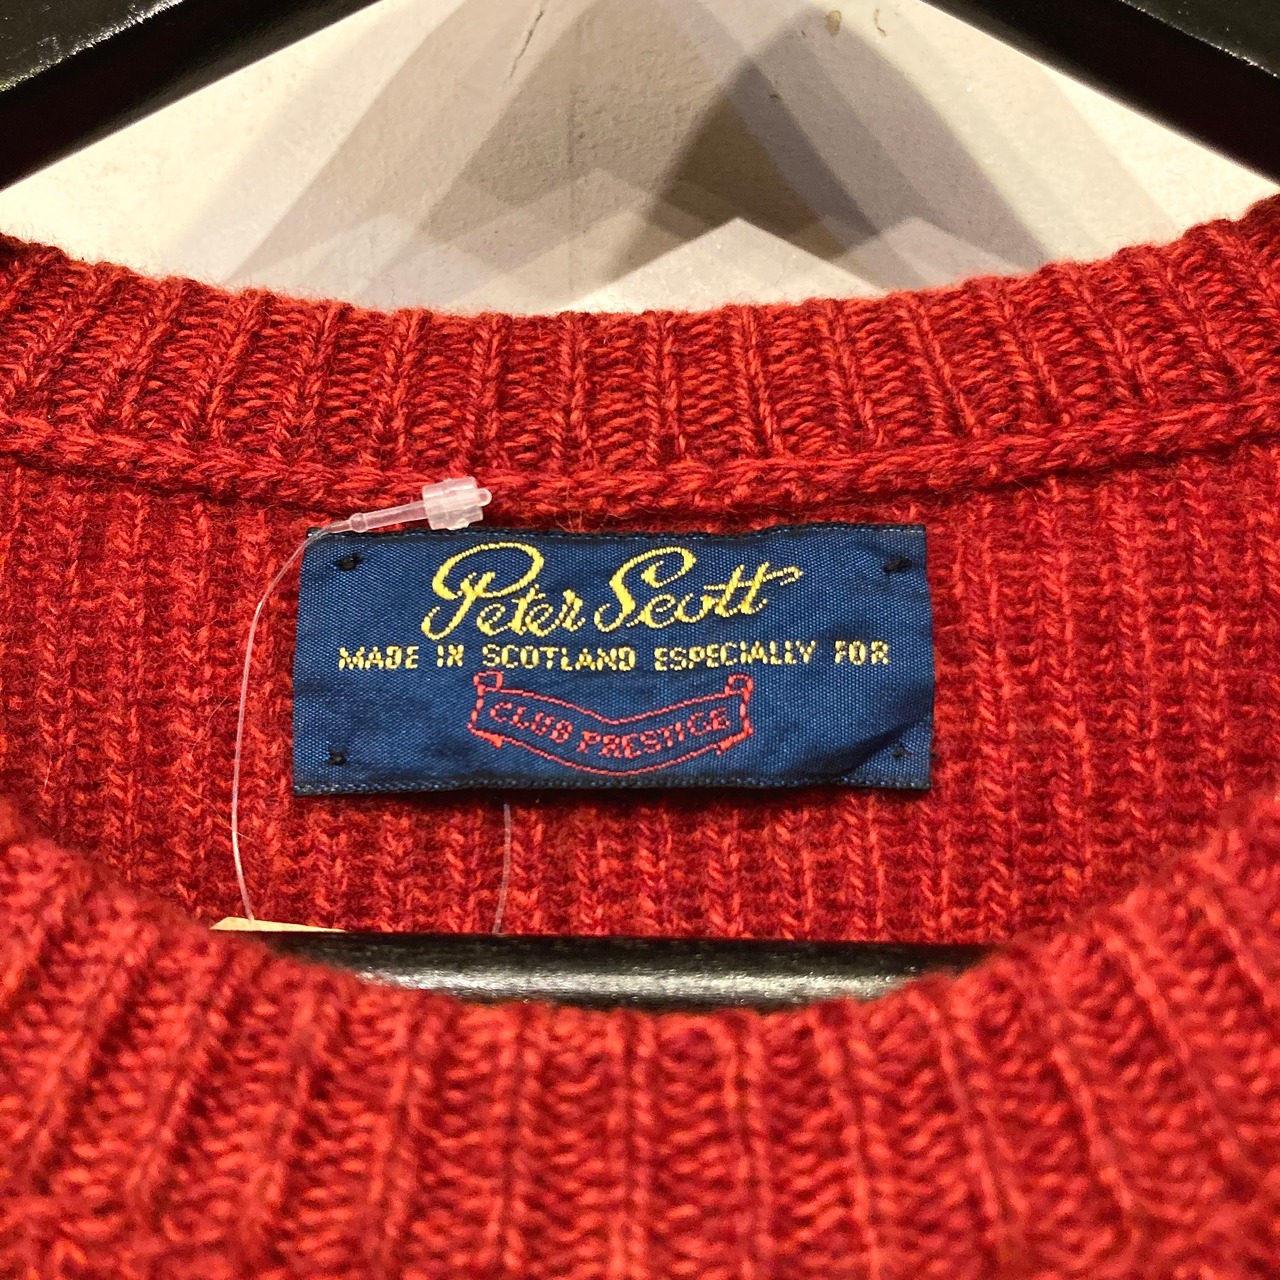 Peter Scott
MADE IN SCOTLAND ESPECIALLY FOR
CLUB PRESTIGE